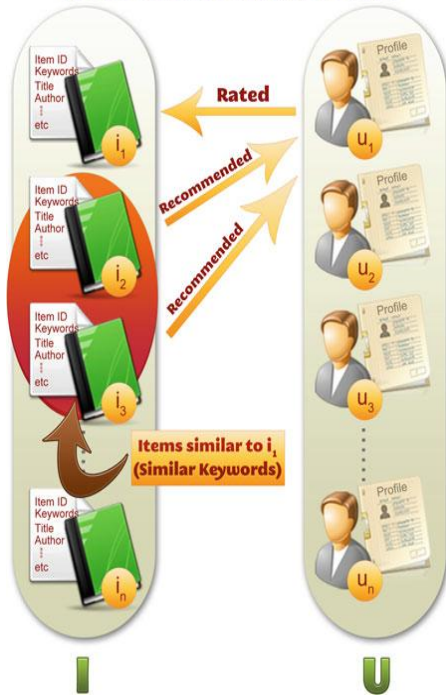 Item ID
Keywords
Title
Author
etc
i₁
Rated
Profile
u₁
Item ID
Keywords
Title
Author
etc
i₂
Recommended
Profile
u₂
Item ID
Keywords
Title
Author
etc
i₃
Recommended
Profile
u₃
Items similar to i₁
(Similar Keywords)
Item ID
Keywords
Title
Author
etc
iₙ
Profile
uₙ
I
U